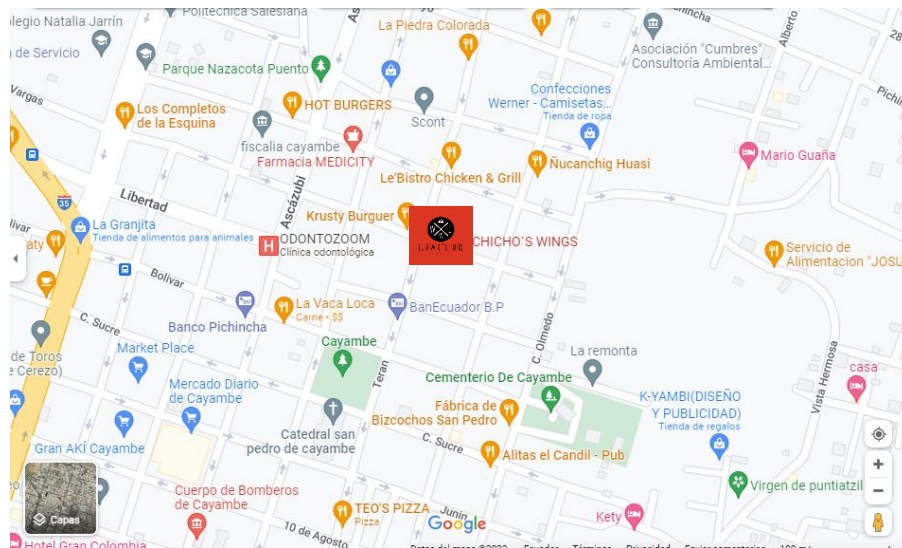 olegio Natalia Jarrín
Politécnica Salesiana
Pichincha
Alberto
28
La Piedra Colorada
de Servicio
Asociación "Cumbres"
Consultoría Ambiental...
Parque Nazacota Puento
Vargas
HOT BURGERS
Confecciones
Werner - Camisetas...
Tienda de ropa
Los Completos
de la Esquina
Scont
fiscalia cayambe
Farmacia MEDICITY
Ñucanchig Huasi
Mario Guaña
Le'Bistro Chicken & Grill
Libertad
35
Ascázubi
Krusty Burguer
La Granjita
Tienda de alimentos para animales
ODONTOZOOM
Clínica odontológica
CHICHO'S WINGS
Servicio de
Alimentacion "JOSU
Bolivar
La Vaca Loca
Carne • $$
BanEcuador B.P
C. Sucre
Banco Pichincha
Cayambe
C. Olmedo
La remonta
de Toros
Cerezo)
Market Place
Teran
Cementerio De Cayambe
Vista Hermosa
casa
Mercado Diario
de Cayambe
K-YAMBI(DISEÑO
Y PUBLICIDAD)
Tienda de regalos
Fábrica de
Bizcochos San Pedro
Gran AKÍ Cayambe
Catedral san
pedro de cayambe
C. Sucre
Alitas el Candil - Pub
Capas
Virgen de puntiatzil
Cuerpo de Bomberos
de Cayambe
TEO'S PIZZA
Pizza
Junin
Google
Kety
10 de Agosto
Hotel Gran Colombia